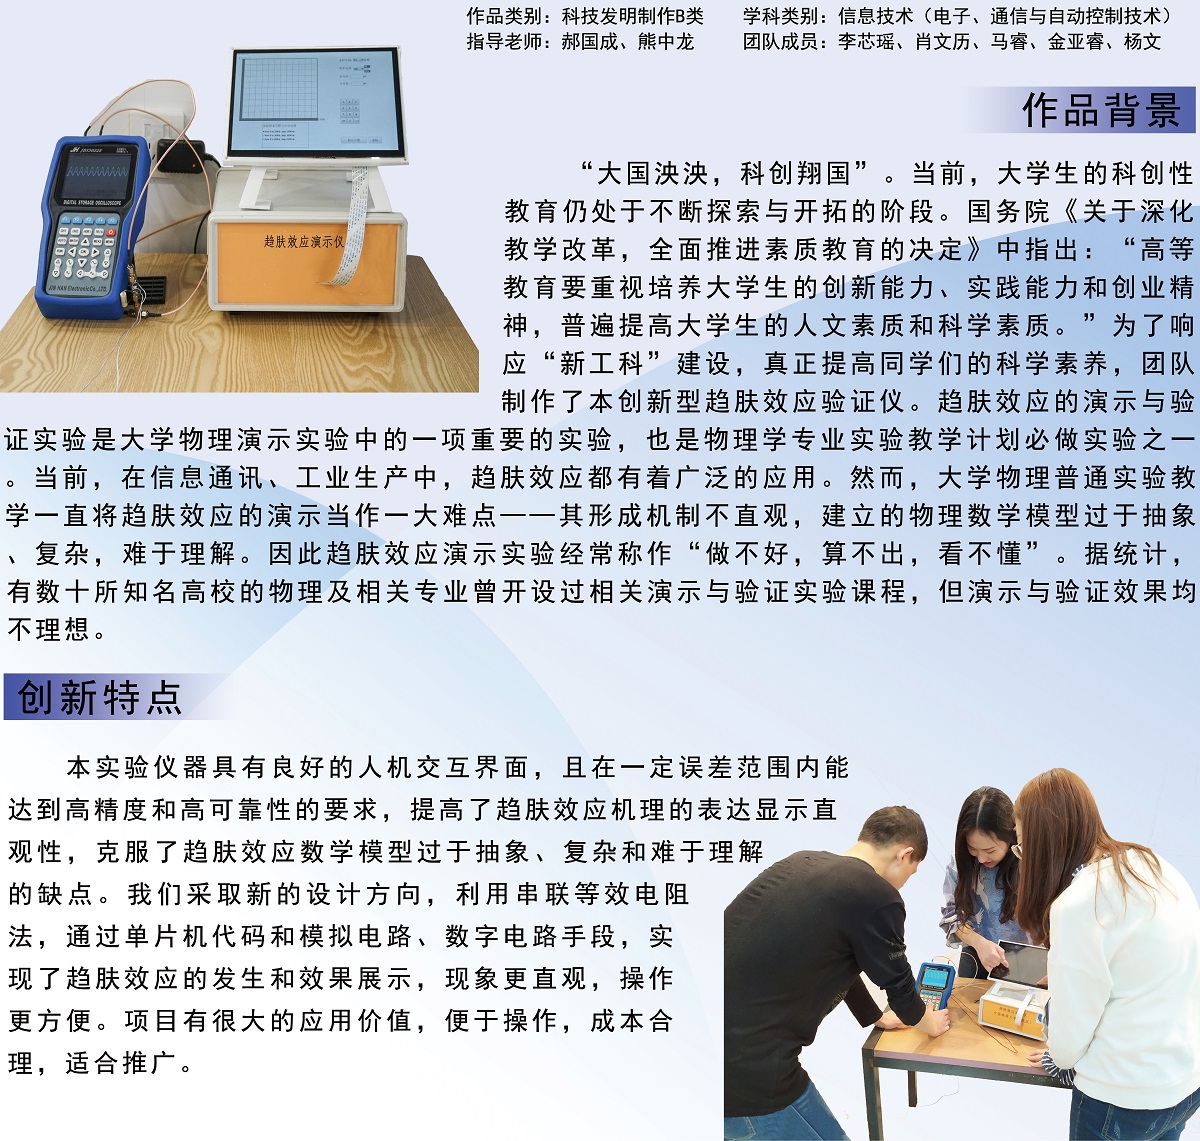 作品类别：科技发明制作B类 学科类别：信息技术（电子、通信与自动控制技术）
指导老师：郝国成、熊中龙 团队成员：李芯瑶、肖文历、马睿、金亚睿、杨文
作品背景
“大国泱泱，科创翔国”。当前，大学生的科创性
教育仍处于不断探索与开拓的阶段。国务院《关于深化
教学改革，全面推进素质教育的决定》中指出：“高等
教育要重视培养大学生的创新能力、实践能力和创业精
神，普遍提高大学生的人文素质和科学素质。”为了响
应“新工科”建设，真正提高同学们的科学素养，团队
制作了本创新型趋肤效应验证仪。趋肤效应的演示与验
证实验是大学物理演示实验中的一项重要的实验，也是物理学专业实验教学计划必做实验之一
。当前，在信息通讯、工业生产中，趋肤效应都有着广泛的应用。然而，大学物理普通实验教
学一直将趋肤效应的演示当作一大难点——其形成机制不直观，建立的物理数学模型过于抽象
、复杂，难于理解。因此趋肤效应演示实验经常称作“做不好，算不出，看不懂”。据统计，
有数十所知名高校的物理及相关专业曾开设过相关演示与验证实验课程，但演示与验证效果均
不理想。
趋肤效应演示仪
DIGITAL STORAGE OSCILLOSCOPE
JIN HAN Electronic Co.,LTD.
创新特点
本实验仪器具有良好的人机交互界面，且在一定误差范围内能
达到高精度和高可靠性的要求，提高了趋肤效应机理的表达显示直
观性，克服了趋肤效应数学模型过于抽象、复杂和难于理解
的缺点。我们采取新的设计方向，利用串联等效电阻
法，通过单片机代码和模拟电路、数字电路手段，实
现了趋肤效应的发生和效果展示，现象更直观，操作
更方便。项目有很大的应用价值，便于操作，成本合
理，适合推广。